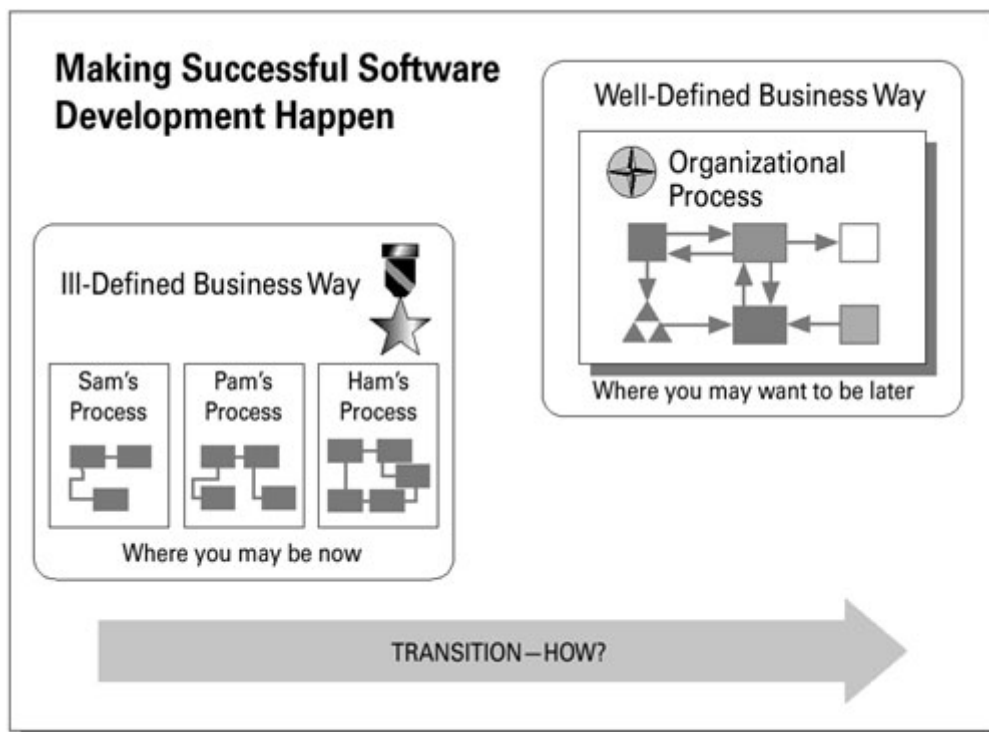 Making Successful Software
Development Happen
Well-Defined Business Way
Organizational
Process
Where you may want to be later
Ill-Defined Business Way
Sam's
Process
Pam's
Process
Ham's
Process
Where you may be now
TRANSITION—HOW?